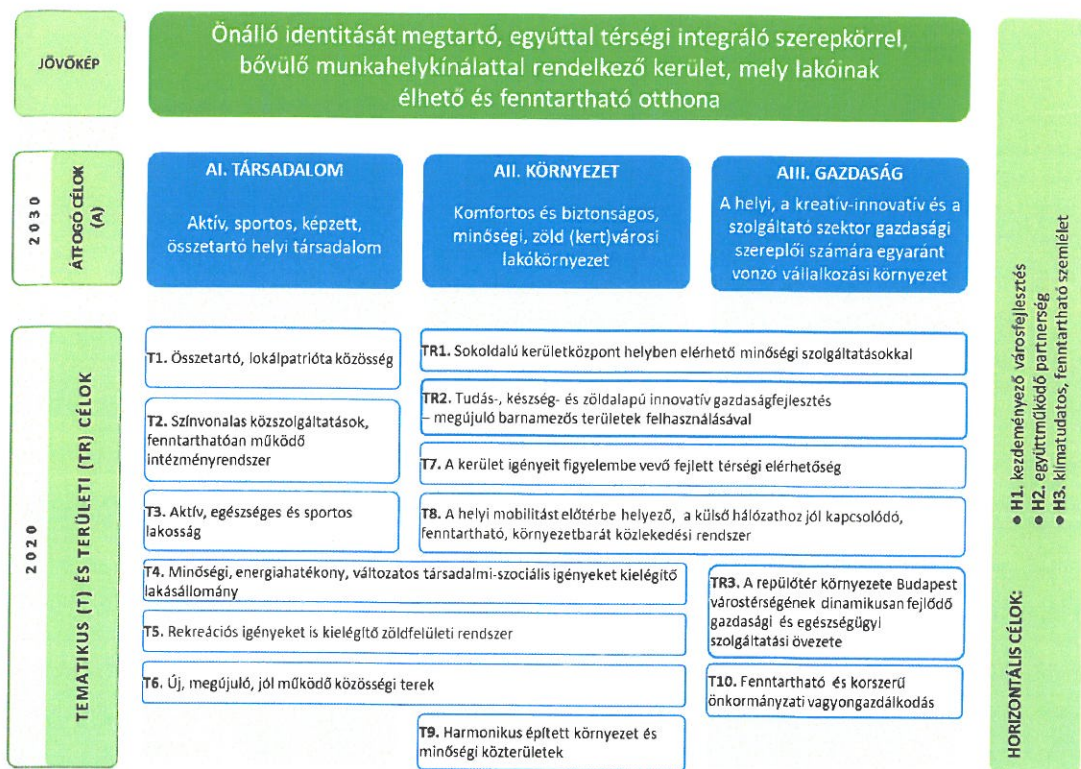 JÖVŐKÉP
Önálló identitását megtartó, egyúttal térségi integráló szerepkörrel,
bővülő munkahelykínálattal rendelkező kerület, mely lakóinak
élhető és fenntartható otthona
2030
ÁTFOGÓ CÉLOK
(A)
AI. TÁRSADALOM
Aktív, sportos, képzett,
összetartó helyi társadalom
AII. KÖRNYEZET
Komfortos és biztonságos,
minőségi, zöld (kert)városi
lakókörnyezet
AIII. GAZDASÁG
A helyi, a kreatív-innovatív és a
szolgáltató szektor gazdasági
szereplői számára egyaránt
vonzó vállalkozási környezet
2020
TEMATIKUS (T) ÉS TERÜLETI (TR) CÉLOK
T1. Összetartó, lokálpatrióta közösség
T2. Színvonalas közszolgáltatások,
fenntarthatóan működő
intézményrendszer
T3. Aktív, egészséges és sportos
lakosság
TR1. Sokoldalú kerületközpont helyben elérhető minőségi szolgáltatásokkal
TR2. Tudás-, készség- és zöldalapú innovatív gazdaságfejlesztés
– megújuló barnamezős területek felhasználásával
T7. A kerület igényeit figyelembe vevő fejlett térségi elérhetőség
T8. A helyi mobilitást előtérbe helyező, a külső hálózathoz jól kapcsolódó,
fenntartható, környezetbarát közlekedési rendszer
T4. Minőségi, energiahatékony, változatos társadalmi-szociális igényeket kielégítő
lakásállomány
T5. Rekreációs igényeket is kielégítő zöldfelületi rendszer
T6. Új, megújuló, jól működő közösségi terek
T9. Harmonikus épített környezet és
minőségi közterületek
TR3. A repülőtér környezete Budapest
várostérségének dinamikusan fejlődő
gazdasági és egészségügyi
szolgáltatási övezete
T10. Fenntartható és korszerű
önkormányzati vagyongazdálkodás
HORIZONTÁLIS CÉLOK:
● H1. kezdeményező városfejlesztés
● H2. együttműködő partnerség
● H3. klímatudatos, fenntartható szemlélet